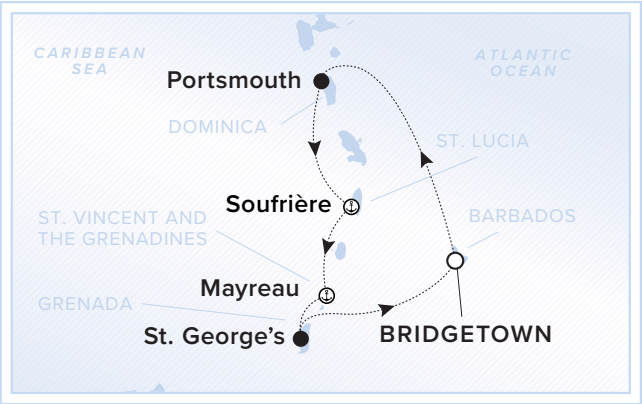 CARIBBEAN
SEA
ATLANTIC
OCEAN
Portsmouth
DOMINICA
ST. LUCIA
Soufrière
ST. VINCENT AND
THE GRENADINES
BARBADOS
Mayreau
GRENADA
St. George’s
BRIDGETOWN